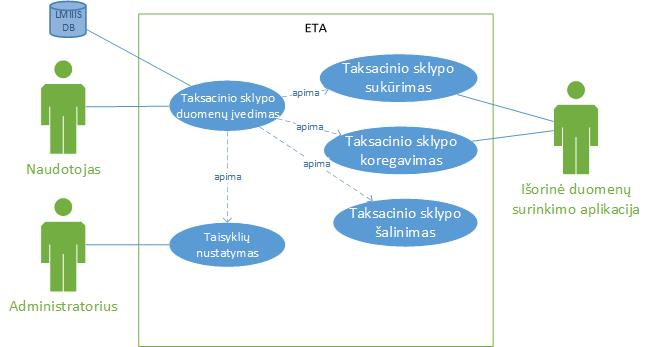 LMIIIS
DB
ETA
Taksacinio sklypo
duomenų įvedimas
apima
Taksacinio sklypo
sukūrimas
apima
Taksacinio sklypo
koregavimas
apima
apima
Taksacinio sklypo
šalinimas
Taisyklių
nustatymas
Naudotojas
Administratorius
Išorinė duomenų
surinkimo aplikacija